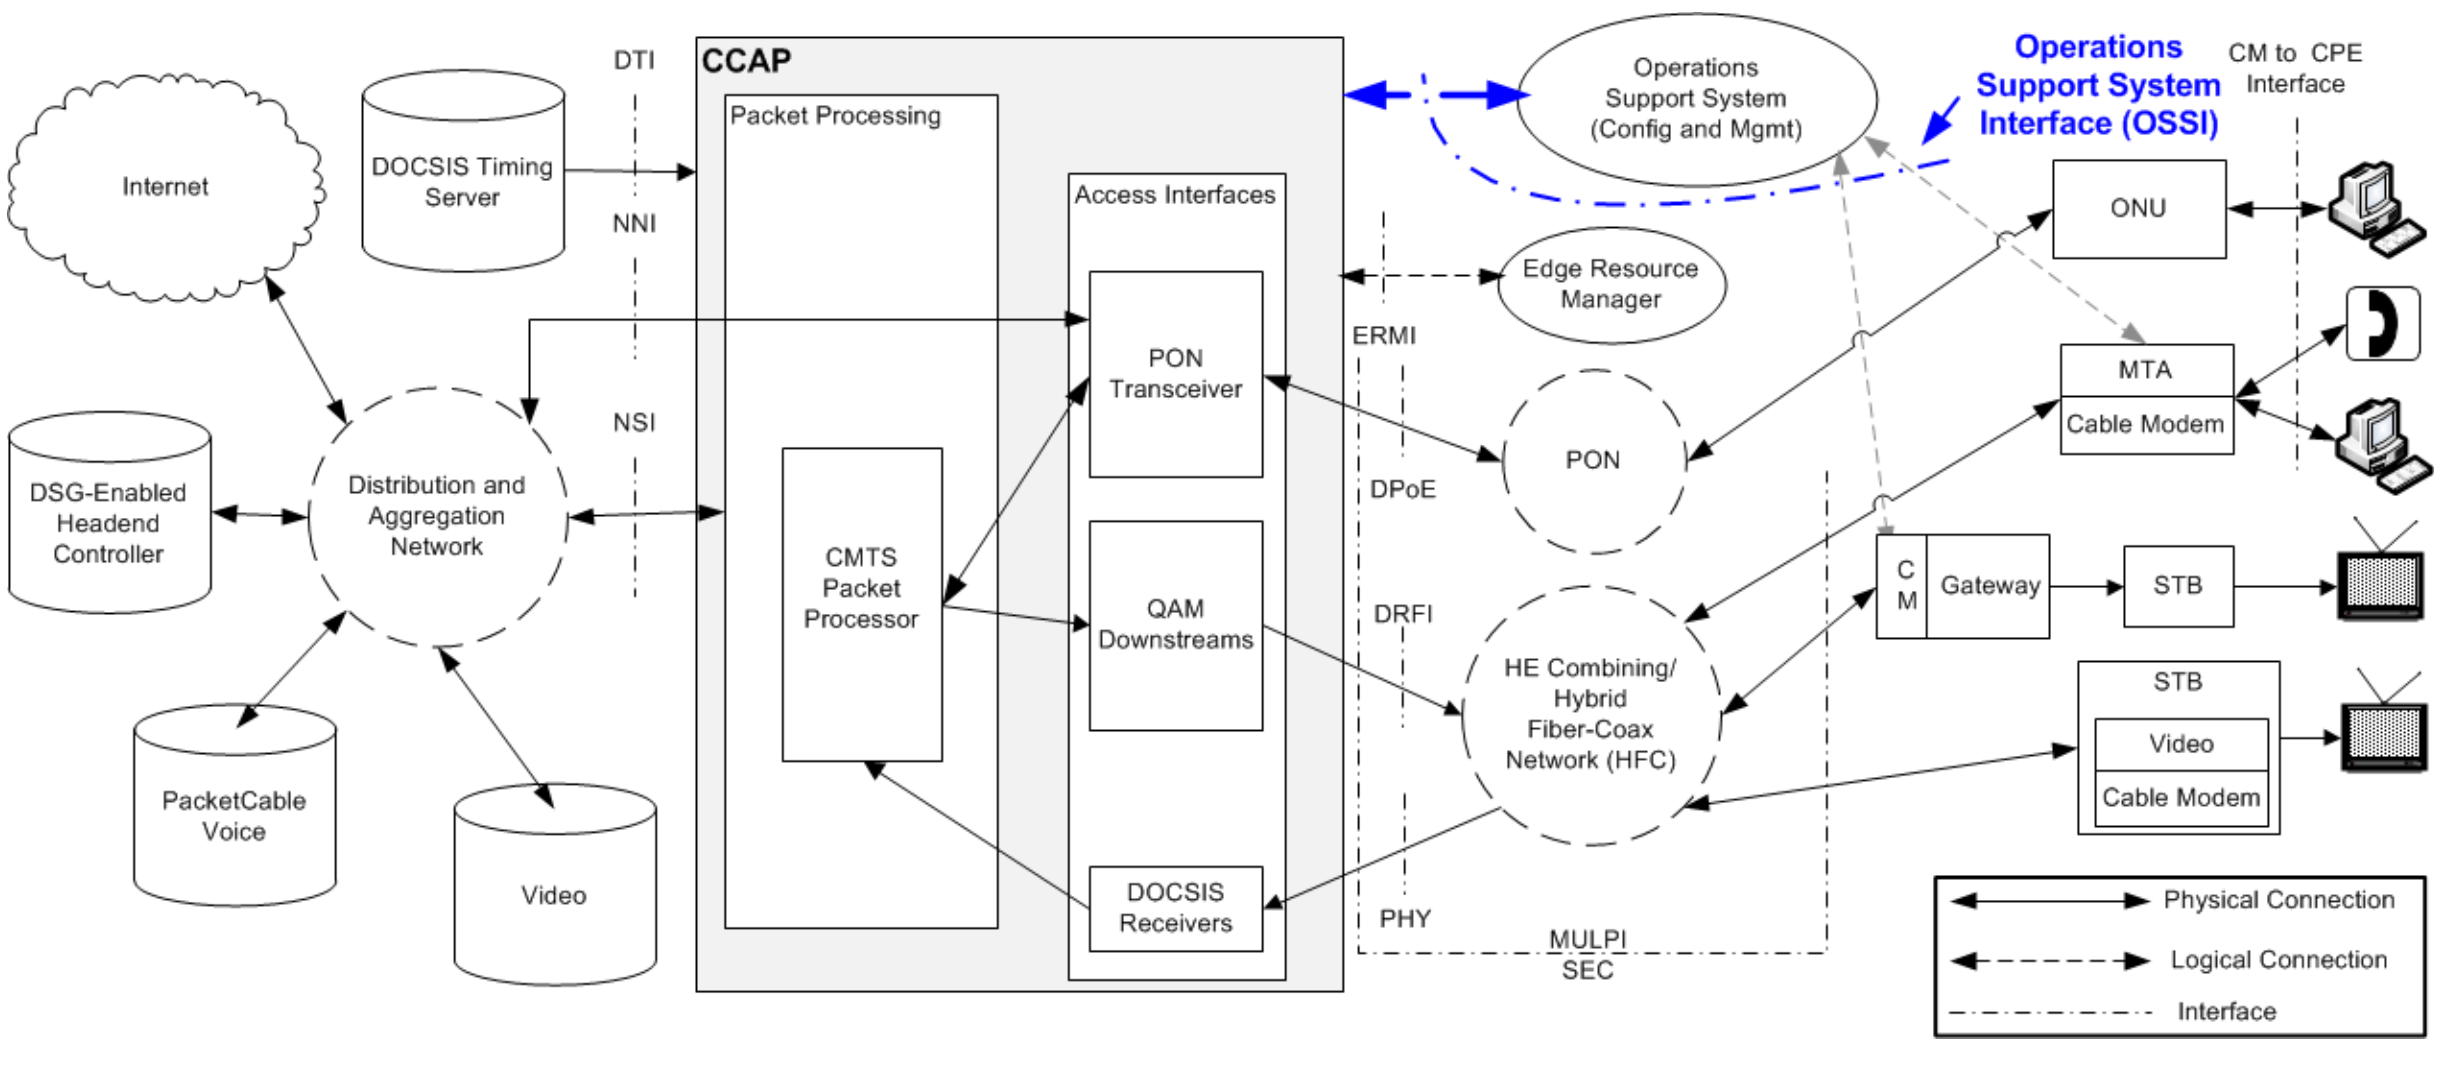 DTI
CCAP
Operations
Support System
(Config and Mgmt)
Operations
Support System
Interface (OSSI)
CM to CPE
Interface
Internet
DOCSIS Timing
Server
NNI
Packet Processing
Access Interfaces
ONU
Edge Resource
Manager
ERMI
PON
Transceiver
MTA
Cable Modem
NSI
DSG-Enabled
Headend
Controller
Distribution and
Aggregation
Network
DPoE
PON
CMTS
Packet
Processor
QAM
Downstreams
DRFI
C
M
Gateway
STB
HE Combining/
Hybrid
Fiber-Coax
Network (HFC)
STB
Video
Cable Modem
PacketCable
Voice
Video
DOCSIS
Receivers
PHY
MULPI
SEC
Physical Connection
Logical Connection
Interface